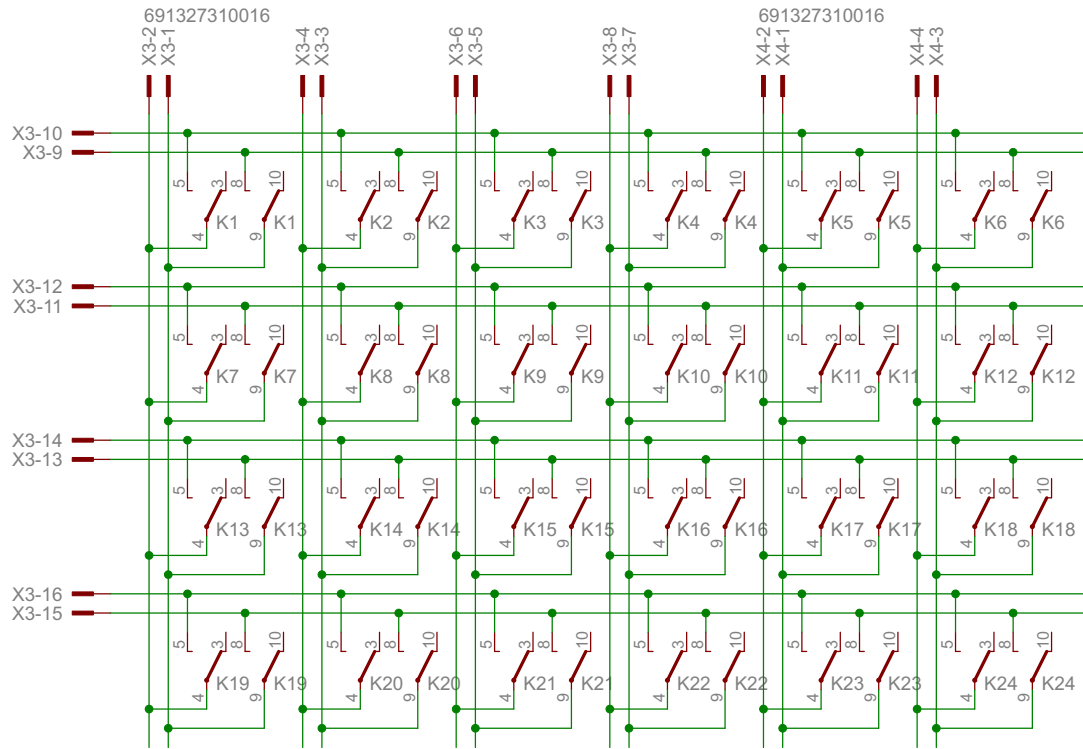 691327310016 691327310016
X3-2 X3-1 X3-4 X3-3 X3-6 X3-5 X3-8 X3-7 X4-2 X4-1 X4-4 X4-3
X3-10
X3-9
5 3 8 10 5 3 8 10 5 3 8 10 5 3 8 10 5 3 8 10 5 3 8 10
K1 K1 K2 K2 K3 K3 K4 K4 K5 K5 K6 K6
4 9 4 9 4 9 4 9 4 9 4 9
X3-12
X3-11
5 3 8 10 5 3 8 10 5 3 8 10 5 3 8 10 5 3 8 10 5 3 8 10
K7 K7 K8 K8 K9 K9 K10 K10 K11 K11 K12 K12
4 9 4 9 4 9 4 9 4 9 4 9
X3-14
X3-13
5 3 8 10 5 3 8 10 5 3 8 10 5 3 8 10 5 3 8 10 5 3 8 10
K13 K13 K14 K14 K15 K15 K16 K16 K17 K17 K18 K18
4 9 4 9 4 9 4 9 4 9 4 9
X3-16
X3-15
5 3 8 10 5 3 8 10 5 3 8 10 5 3 8 10 5 3 8 10 5 3 8 10
K19 K19 K20 K20 K21 K21 K22 K22 K23 K23 K24 K24
4 9 4 9 4 9 4 9 4 9 4 9